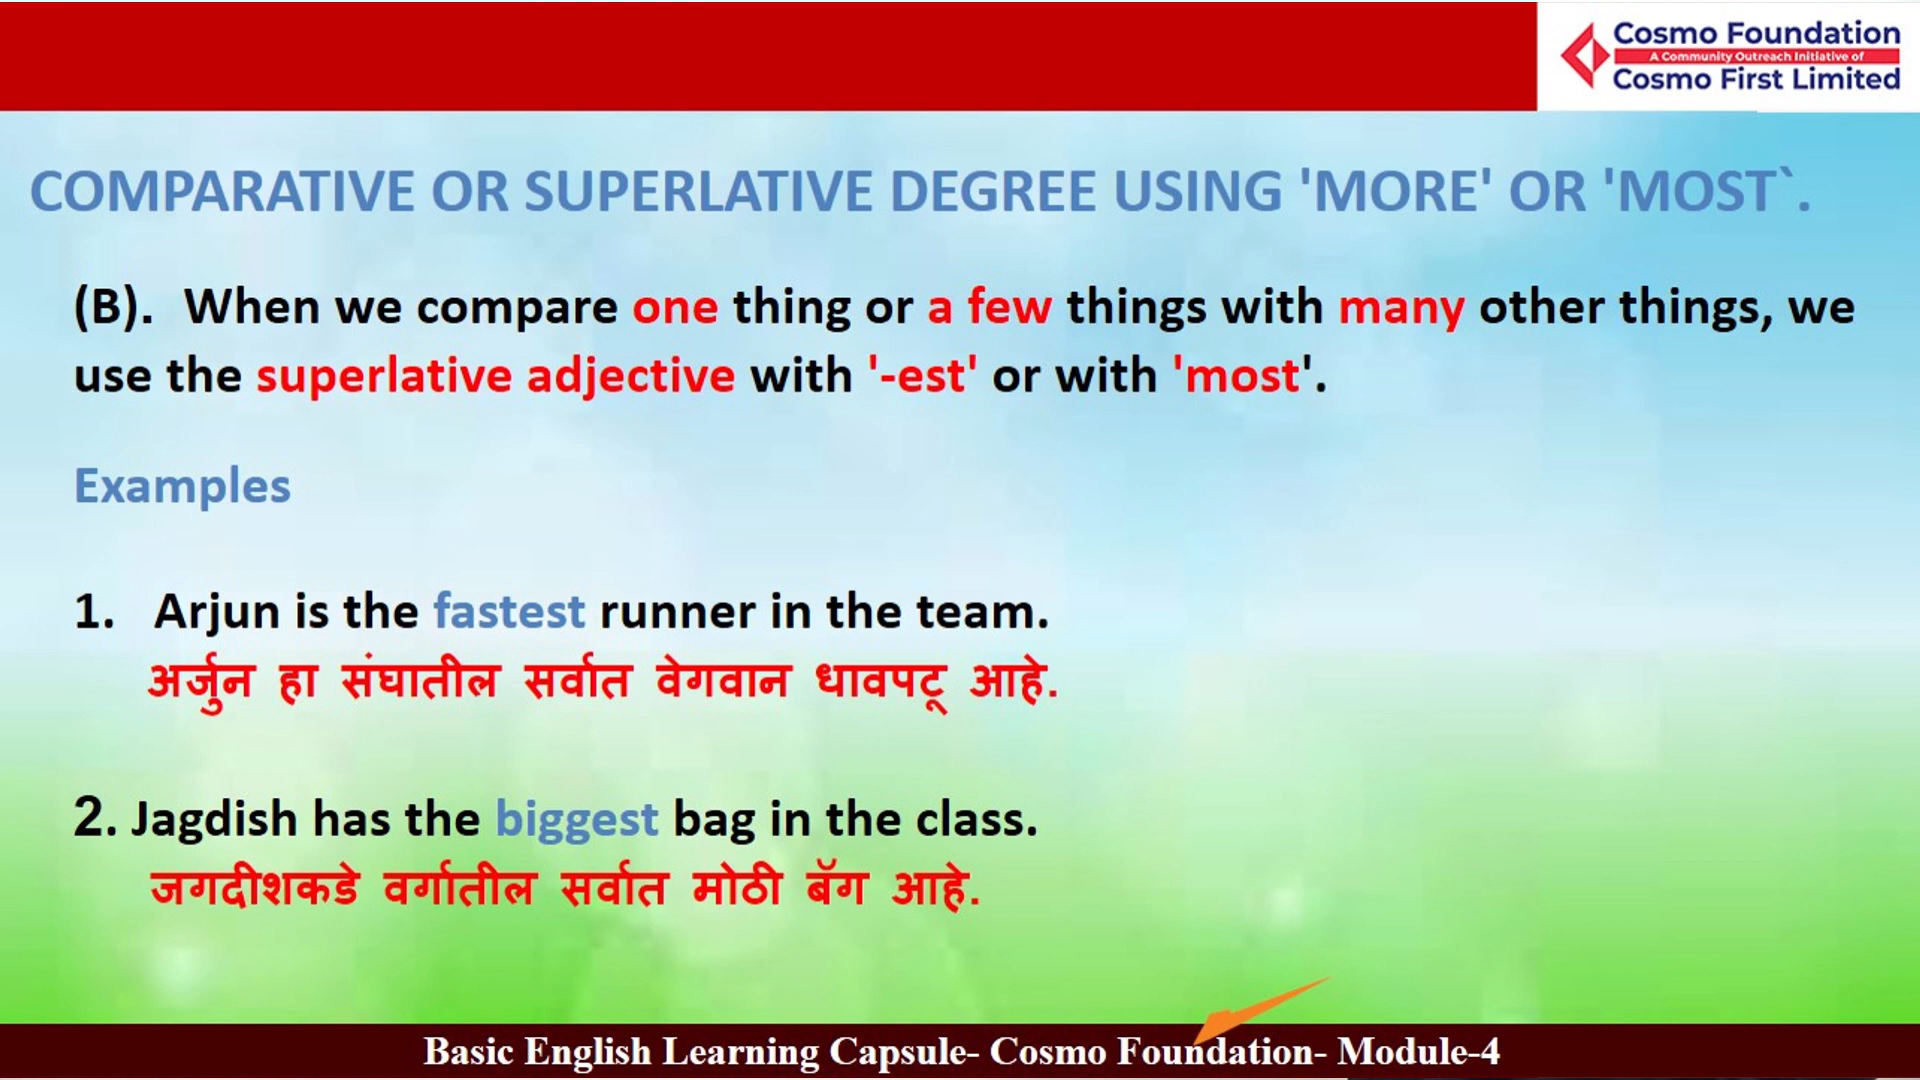 Cosmo Foundation
A Community Outreach Initiative of
Cosmo First Limited
COMPARATIVE OR SUPERLATIVE DEGREE USING 'MORE' OR 'MOST`.
(B). When we compare one thing or a few things with many other things, we
use the superlative adjective with '-est' or with 'most'.
Examples
1. Arjun is the fastest runner in the team.
अर्जुन हा संघातील सर्वात वेगवान धावपटू आहे.
2. Jagdish has the biggest bag in the class.
जगदीशकडे वर्गातील सर्वात मोठी बॅग आहे.
Basic English Learning Capsule- Cosmo Foundation- Module-4